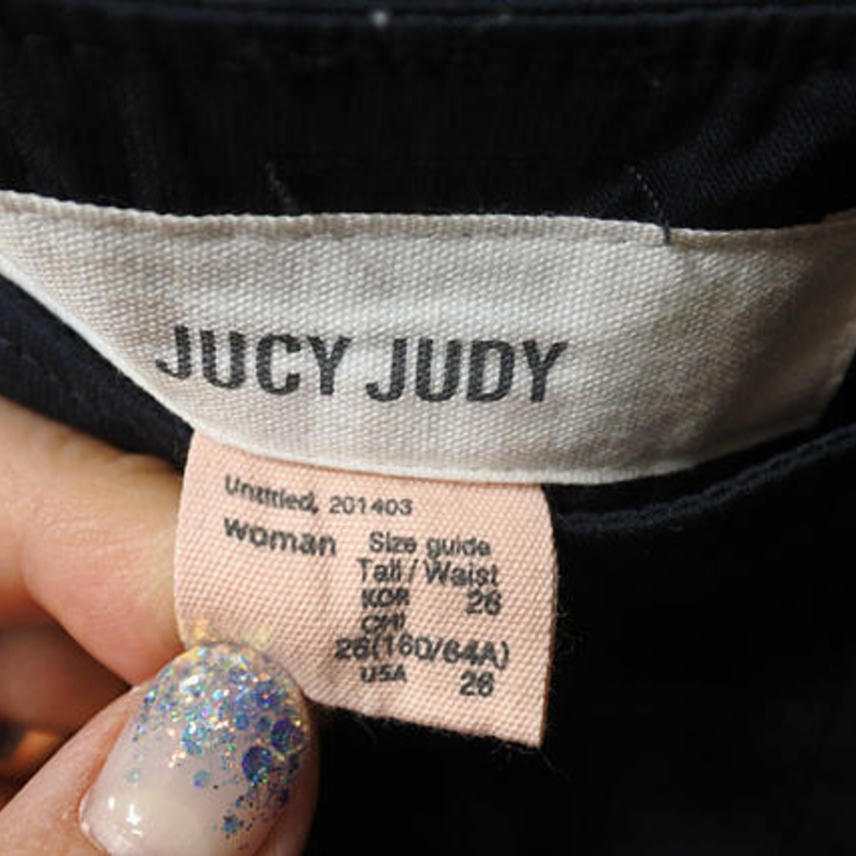 JUCY JUDY
Untitled, 201403
woman Size guide
Tall / Waist
KOR 26
CHI
26(160/64A)
USA 26